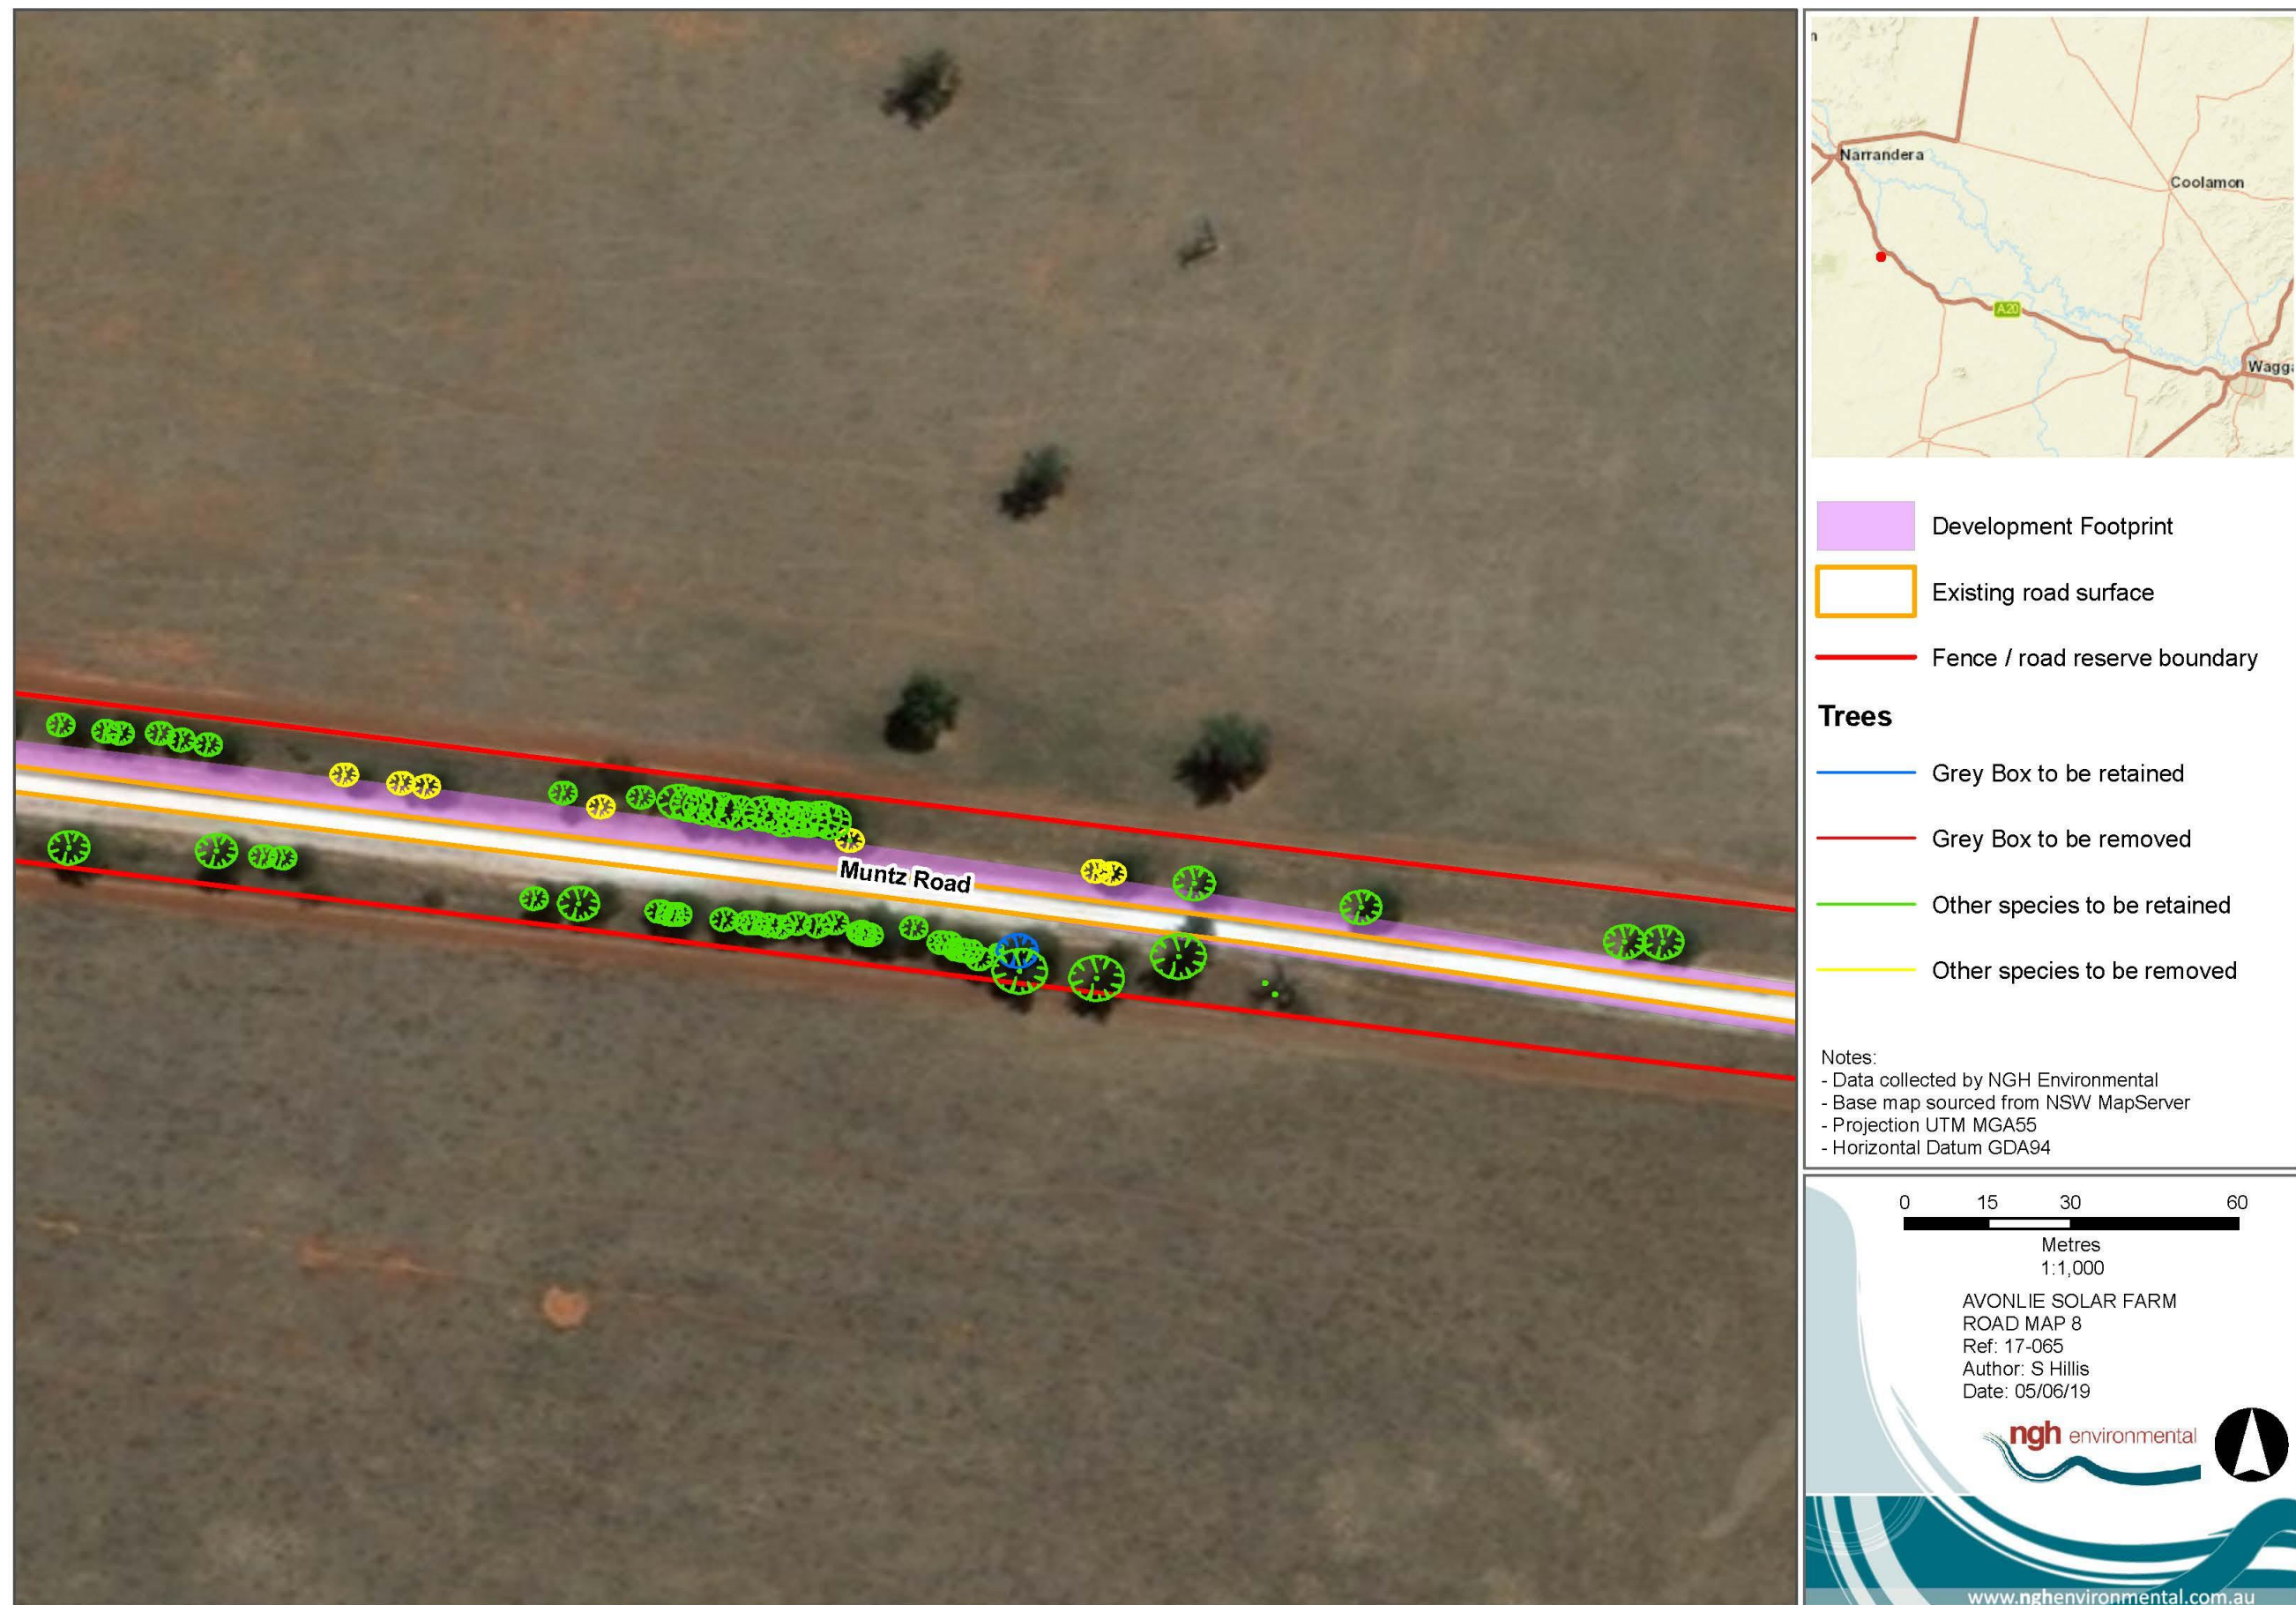 Muntz Road
n
Narrandera
Coolamon
A20
Wagga
Development Footprint
Existing road surface
Fence / road reserve boundary
Trees
Grey Box to be retained
Grey Box to be removed
Other species to be retained
Other species to be removed
Notes:
- Data collected by NGH Environmental
- Base map sourced from NSW MapServer
- Projection UTM MGA55
- Horizontal Datum GDA94
0 15 30 60
Metres
1:1,000
AVONLIE SOLAR FARM
ROAD MAP 8
Ref: 17-065
Author: S Hillis
Date: 05/06/19
ngh environmental
www.nghenvironmental.com.au